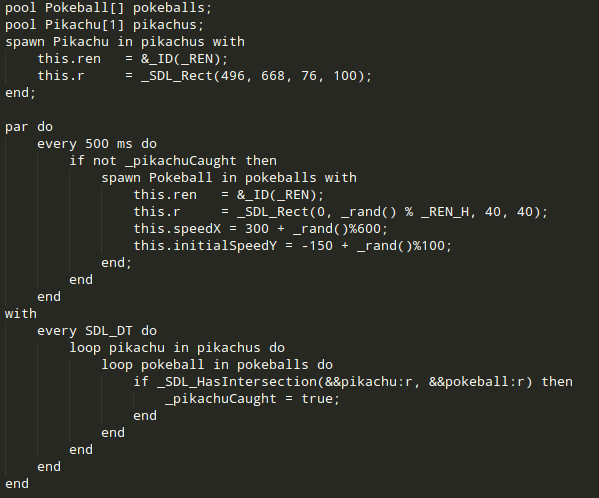 pool Pokeball[] pokeballs;
pool Pikachu[1] pikachus;
spawn Pikachu in pikachus with
    this.ren   = &_ID(_REN);
    this.r     = _SDL_Rect(496, 668, 76, 100);
end;

par do
    every 500 ms do
        if not _pikachuCaught then
            spawn Pokeball in pokeballs with
                this.ren   = &_ID(_REN);
                this.r     = _SDL_Rect(0, _rand() % _REN_H, 40, 40);
                this.speedX = 300 + _rand()%600;
                this.initialSpeedY = -150 + _rand()%100;
            end;
        end
    end
with
    every SDL_DT do
        loop pikachu in pikachus do
            loop pokeball in pokeballs do
                if _SDL_HasIntersection(&&pikachu:r, &&pokeball:r) then
                    _pikachuCaught = true;
                end
            end
        end
    end
end